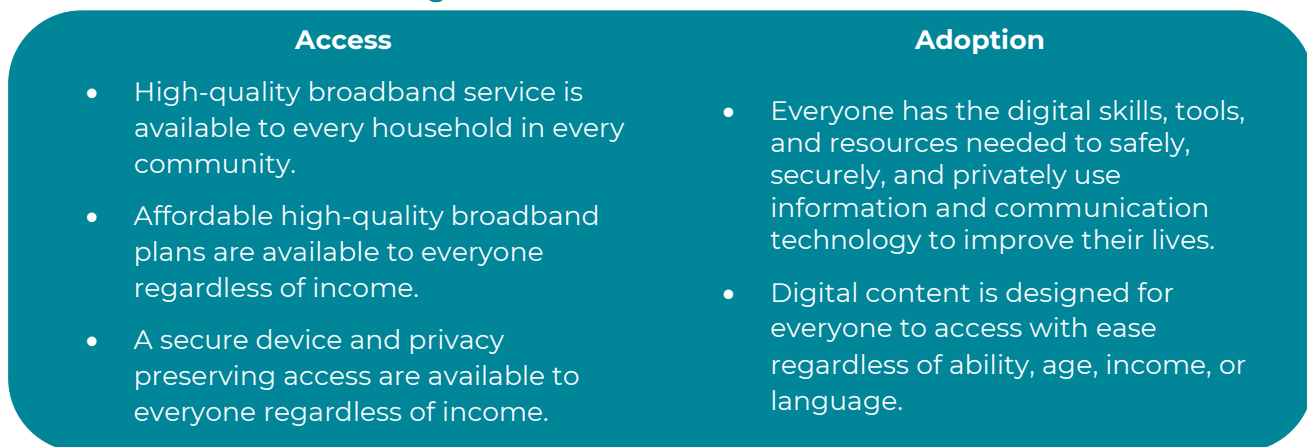 Access
• High-quality broadband service is
available to every household in every
community.
• Affordable high-quality broadband
plans are available to everyone
regardless of income.
• A secure device and privacy
preserving access are available to
everyone regardless of income.
Adoption
• Everyone has the digital skills, tools,
and resources needed to safely,
securely, and privately use
information and communication
technology to improve their lives.
• Digital content is designed for
everyone to access with ease
regardless of ability, age, income, or
language.